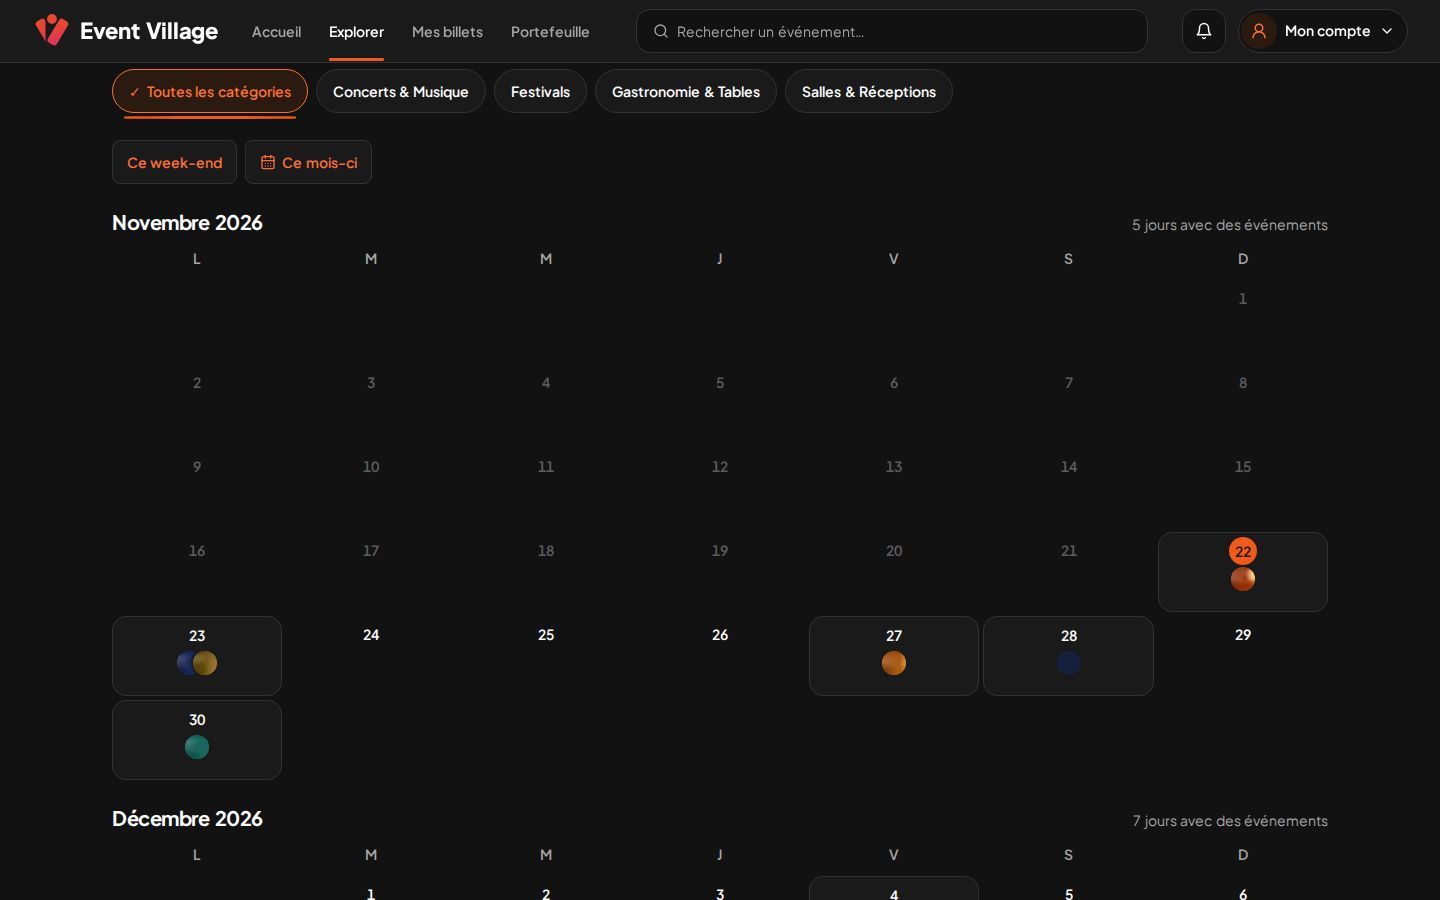 Event Village Accueil Explorer Mes billets Portefeuille Rechercher un événement... Mon compte
✓ Toutes les catégories Concerts & Musique Festivals Gastronomie & Tables Salles & Réceptions
Ce week-end Ce mois-ci
Novembre 2026 5 jours avec des événements
L M M J V S D
1
2 3 4 5 6 7 8
9 10 11 12 13 14 15
16 17 18 19 20 21 22
23 24 25 26 27 28 29
30
Décembre 2026 7 jours avec des événements
L M M J V S D
1 2 3 4 5 6